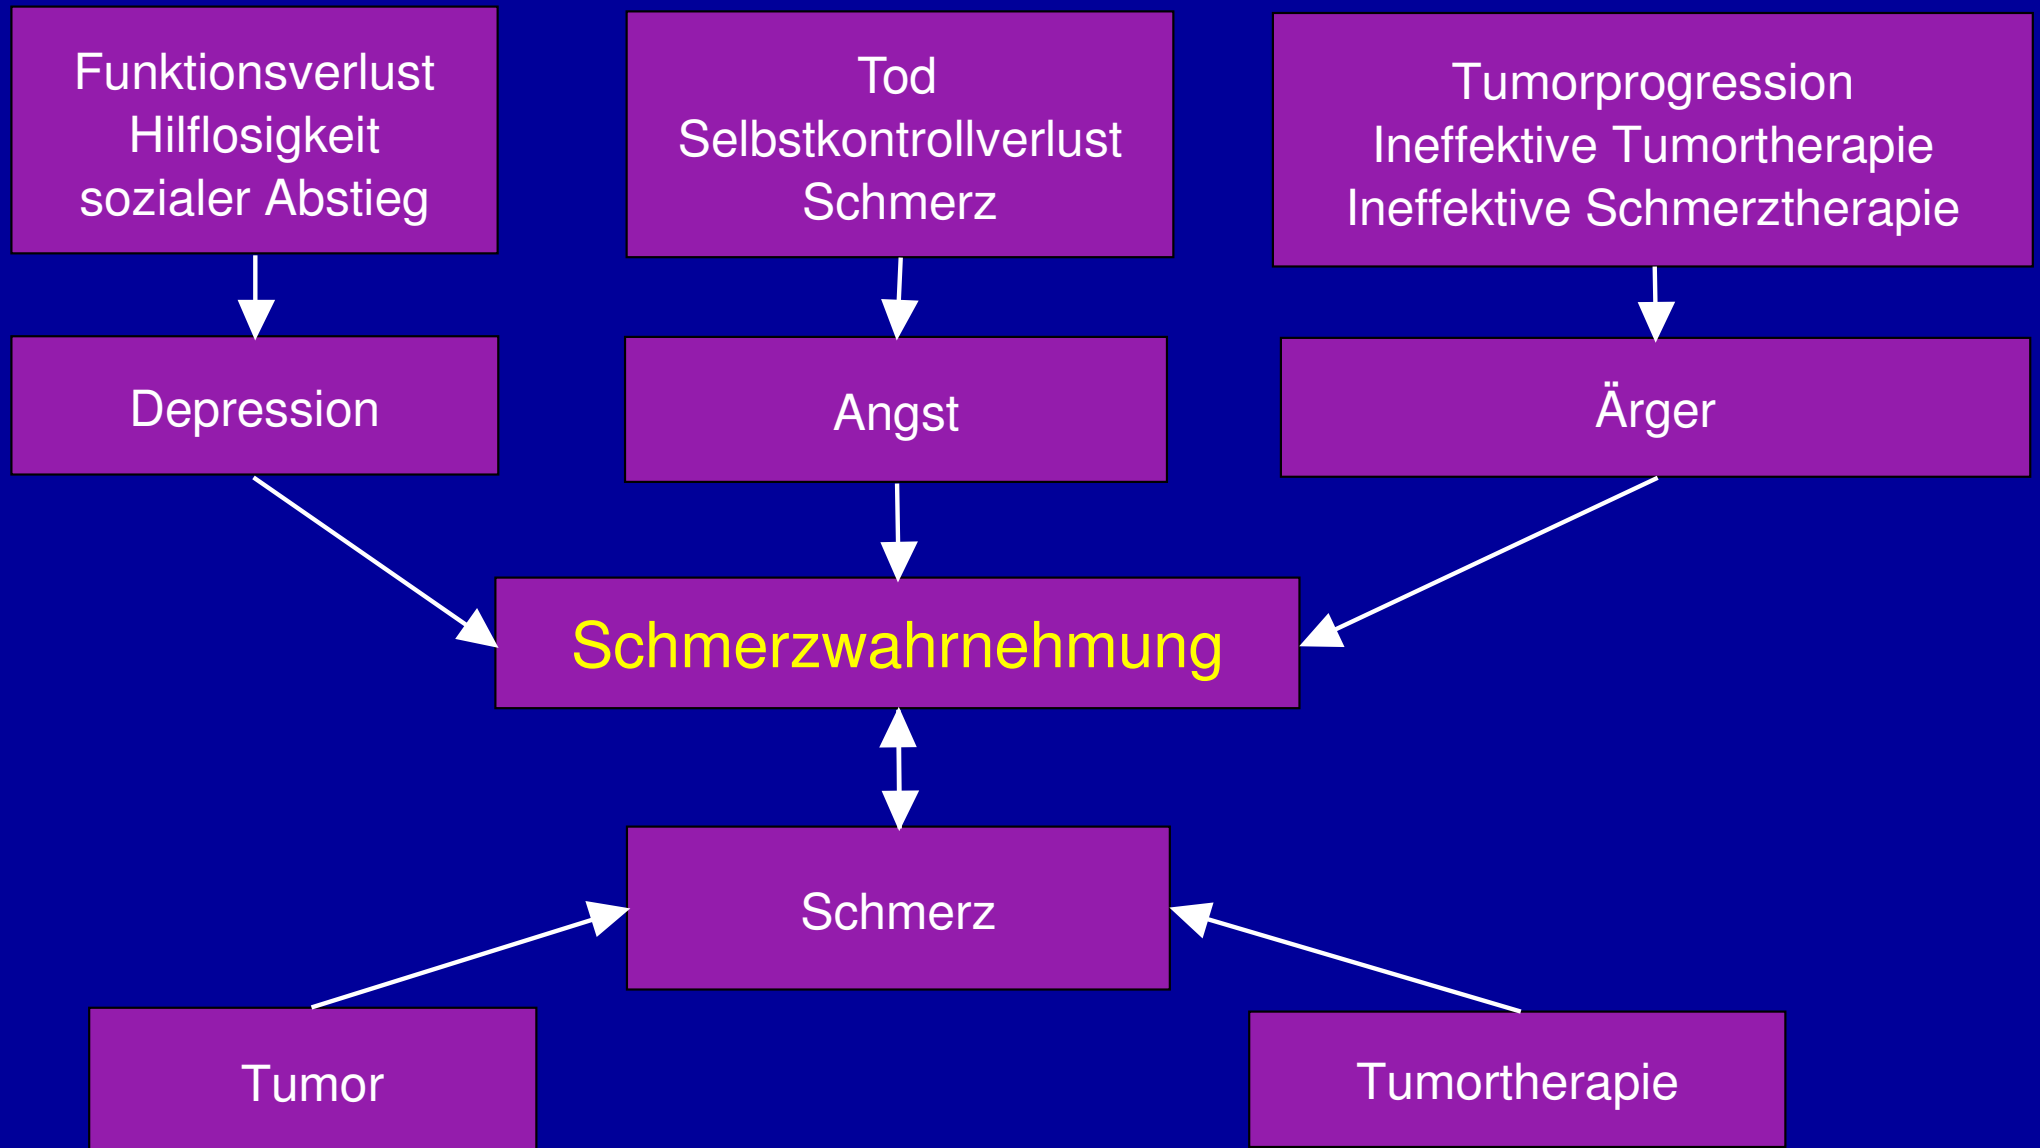 Funktionsverlust
Hilflosigkeit
sozialer Abstieg
Tod
Selbstkontrollverlust
Schmerz
Tumorprogression
Ineffektive Tumortherapie
Ineffektive Schmerztherapie
Depression
Angst
Ärger
Schmerzwahrnehmung
Schmerz
Tumor
Tumortherapie